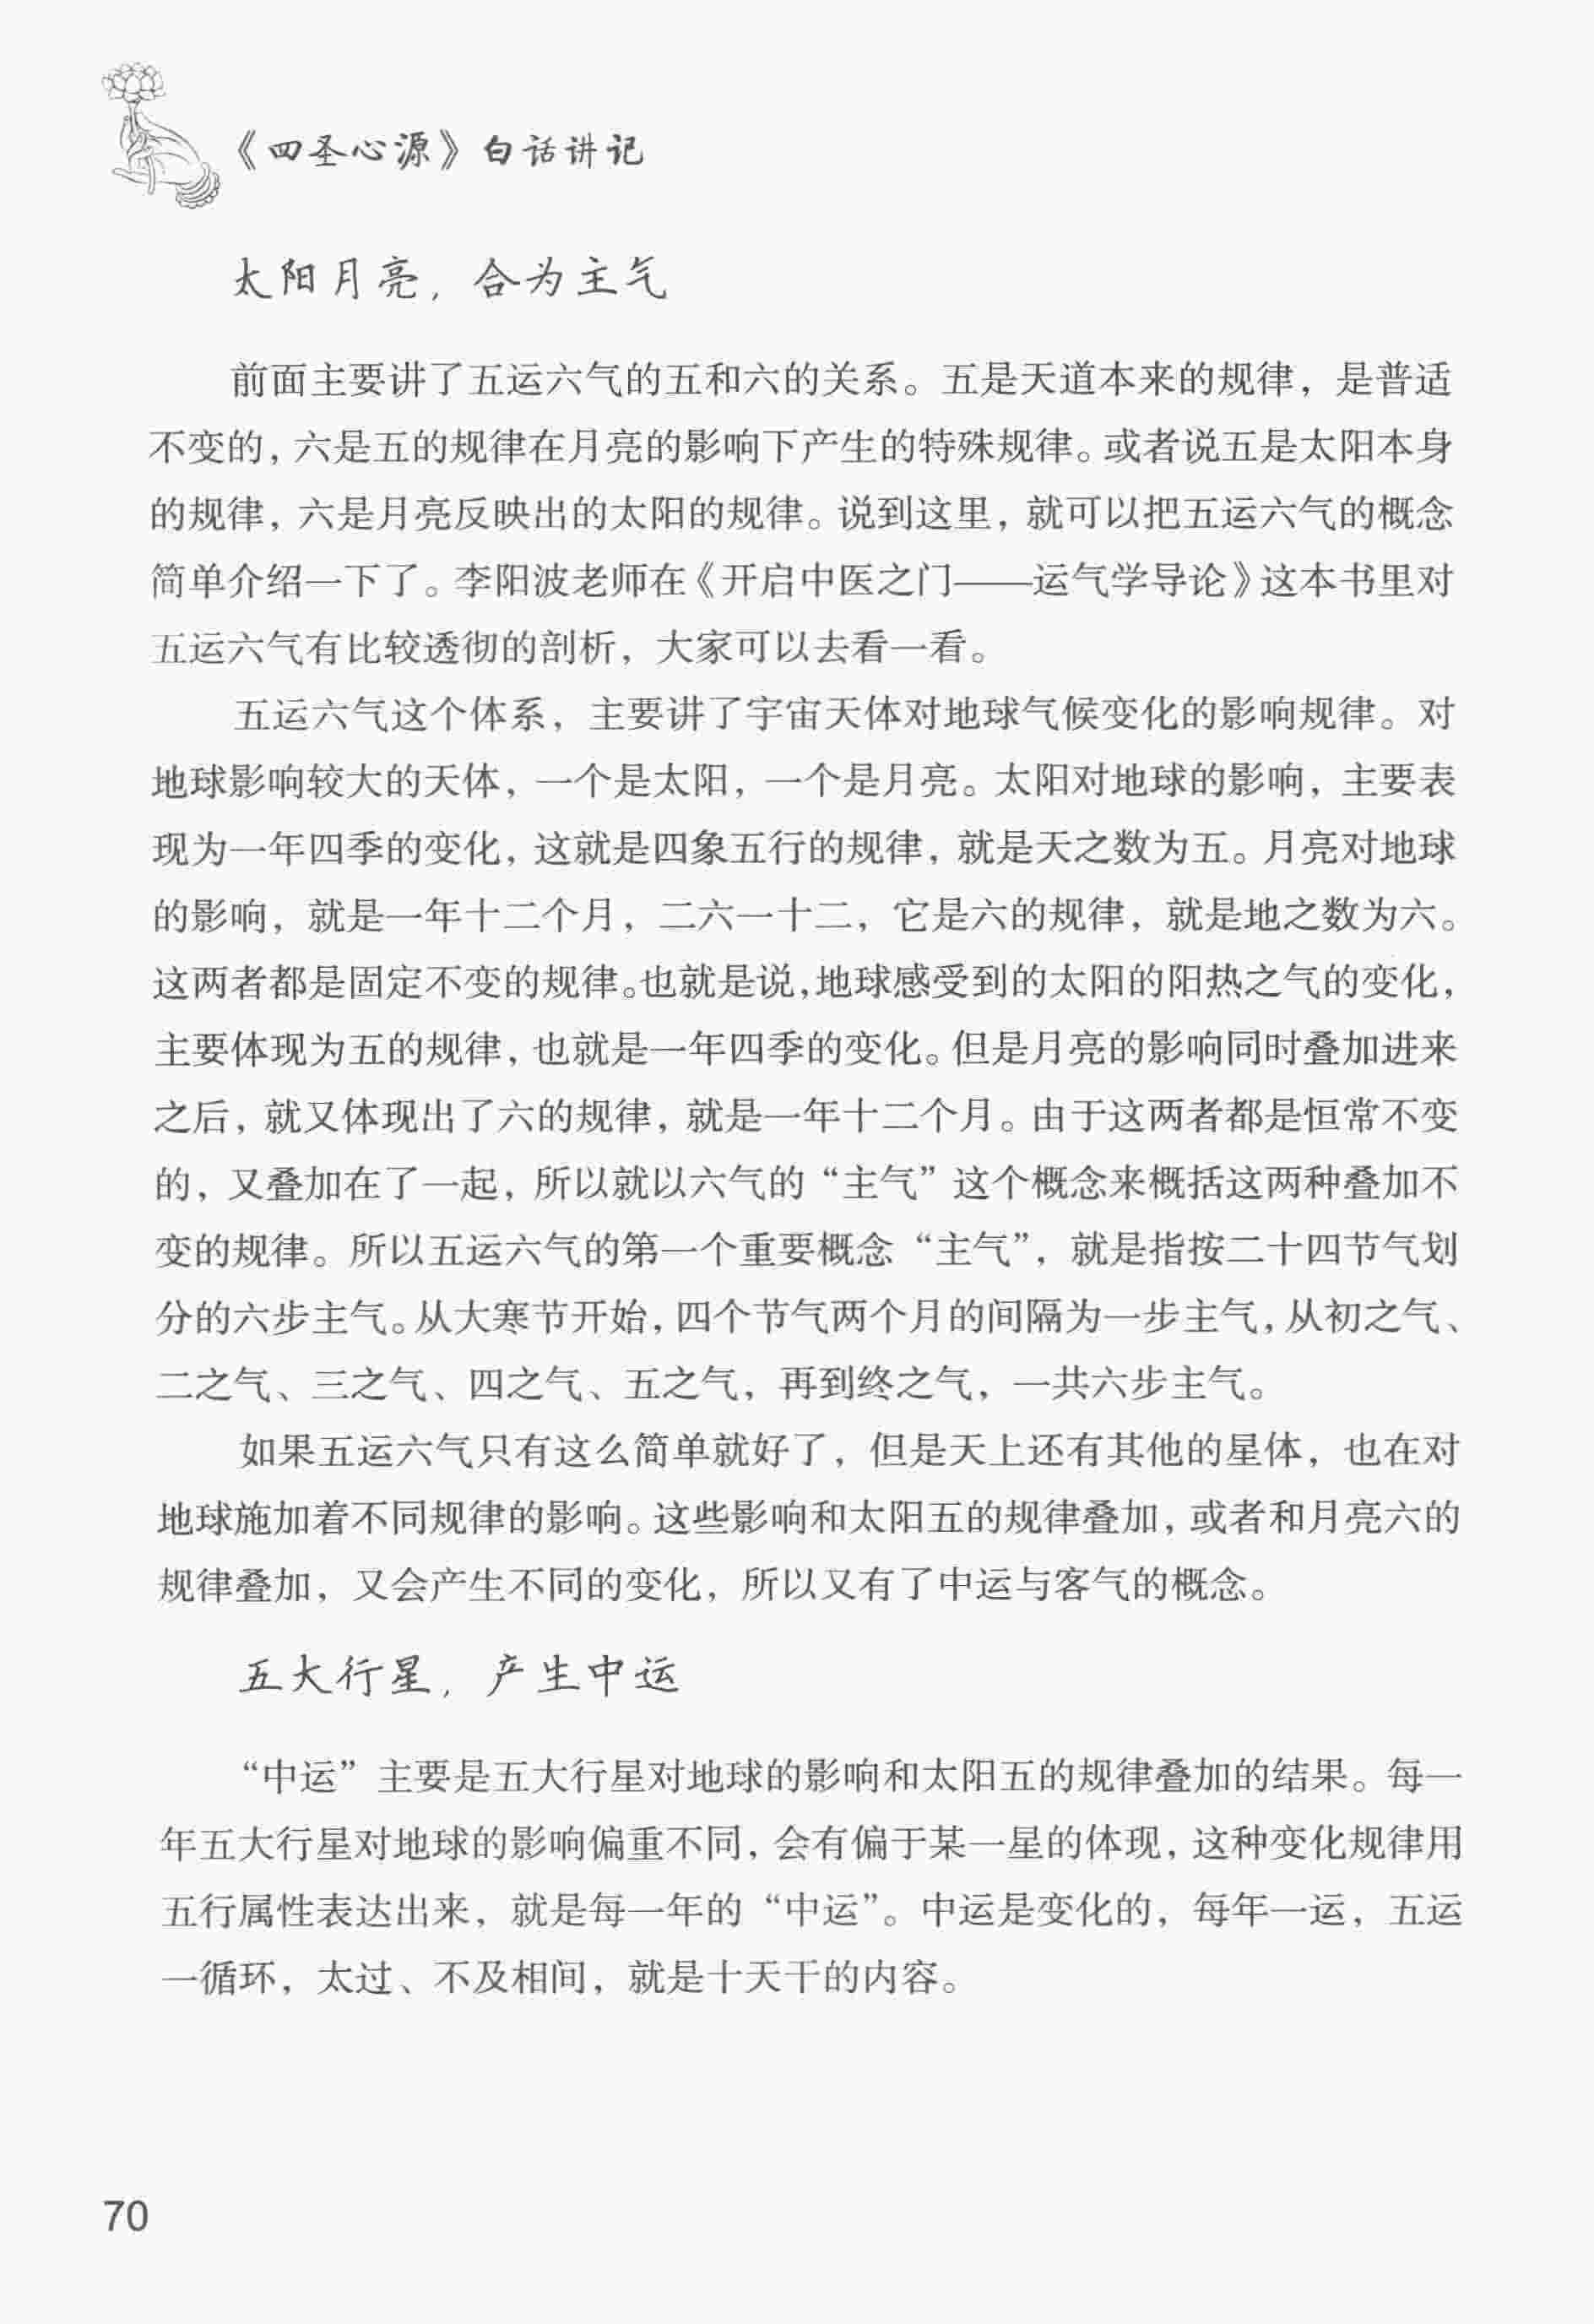 《四圣心源》白话讲记
太阳月亮，合为主气
前面主要讲了五运六气的五和六的关系。五是天道本来的规律，是普适
不变的，六是五的规律在月亮的影响下产生的特殊规律。或者说五是太阳本身
的规律，六是月亮反映出的太阳的规律。说到这里，就可以把五运六气的概念
简单介绍一下了。李阳波老师在《开启中医之门——运气学导论》这本书里对
五运六气有比较透彻的剖析，大家可以去看一看。
五运六气这个体系，主要讲了宇宙天体对地球气候变化的影响规律。对
地球影响较大的天体，一个是太阳，一个是月亮。太阳对地球的影响，主要表
现为一年四季的变化，这就是四象五行的规律，就是天之数为五。月亮对地球
的影响，就是一年十二个月，二六一十二，它是六的规律，就是地之数为六。
这两者都是固定不变的规律。也就是说，地球感受到的太阳的阳热之气的变化，
主要体现为五的规律，也就是一年四季的变化。但是月亮的影响同时叠加进来
之后，就又体现出了六的规律，就是一年十二个月。由于这两者都是恒常不变
的，又叠加在了一起，所以就以六气的“主气”这个概念来概括这两种叠加不
变的规律。所以五运六气的第一个重要概念“主气”，就是指按二十四节气划
分的六步主气。从大寒节开始，四个节气两个月的间隔为一步主气，从初之气、
二之气、三之气、四之气、五之气，再到终之气，一共六步主气。
如果五运六气只有这么简单就好了，但是天上还有其他的星体，也在对
地球施加着不同规律的影响。这些影响和太阳五的规律叠加，或者和月亮六的
规律叠加，又会产生不同的变化，所以又有了中运与客气的概念。
五大行星，产生中运
“中运”主要是五大行星对地球的影响和太阳五的规律叠加的结果。每一
年五大行星对地球的影响偏重不同，会有偏于某一星的体现，这种变化规律用
五行属性表达出来，就是每一年的“中运”。中运是变化的，每年一运，五运
一循环，太过、不及相间，就是十天干的内容。
70